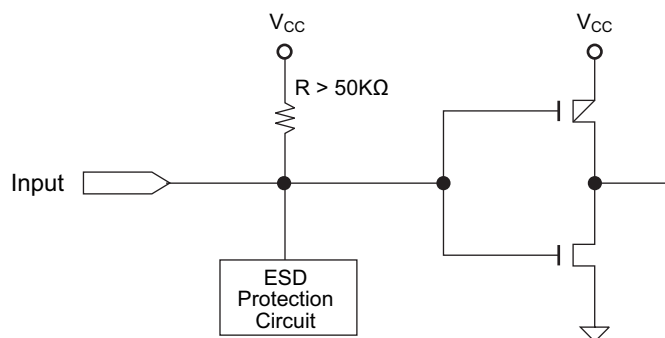 VCC
VCC
R > 50KΩ
Input
ESD
Protection
Circuit